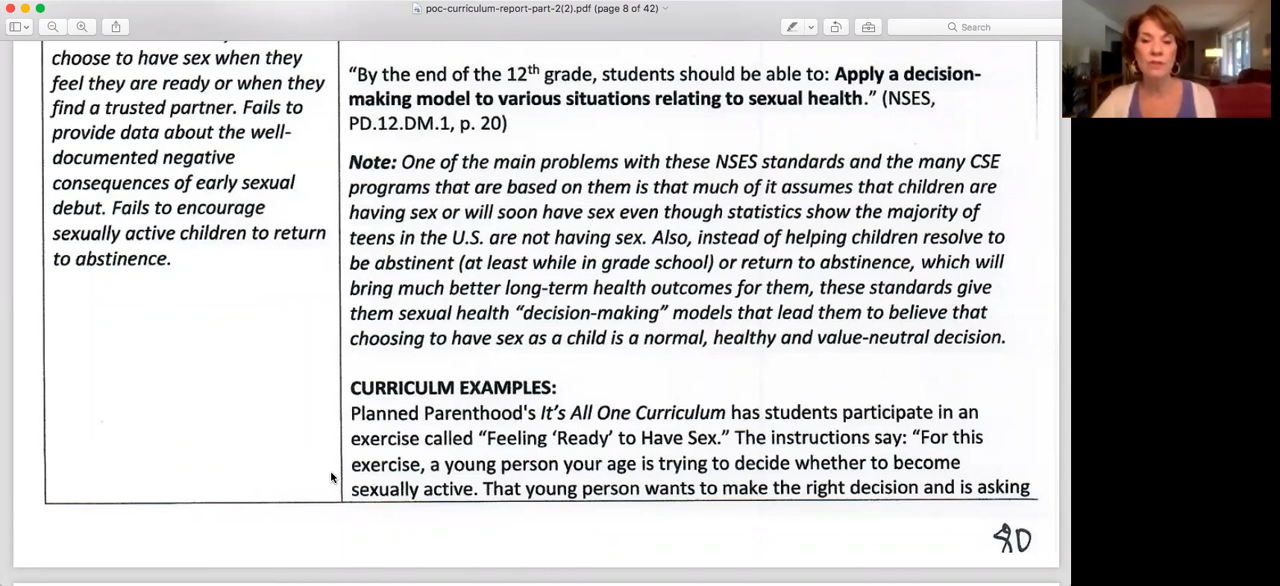 poc-curriculum-report-part-2(2).pdf (page 8 of 42)
Search
choose to have sex when they
feel they are ready or when they
find a trusted partner. Fails to
provide data about the well-
documented negative
consequences of early sexual
debut. Fails to encourage
sexually active children to return
to abstinence.
“By the end of the 12th grade, students should be able to: Apply a decision-
making model to various situations relating to sexual health.” (NSES,
PD.12.DM.1, p. 20)
Note: One of the main problems with these NSES standards and the many CSE
programs that are based on them is that much of it assumes that children are
having sex or will soon have sex even though statistics show the majority of
teens in the U.S. are not having sex. Also, instead of helping children resolve to
be abstinent (at least while in grade school) or return to abstinence, which will
bring much better long-term health outcomes for them, these standards give
them sexual health “decision-making” models that lead them to believe that
choosing to have sex as a child is a normal, healthy and value-neutral decision.
CURRICULM EXAMPLES:
Planned Parenthood's It’s All One Curriculum has students participate in an
exercise called “Feeling ‘Ready’ to Have Sex.” The instructions say: “For this
exercise, a young person your age is trying to decide whether to become
sexually active. That young person wants to make the right decision and is asking